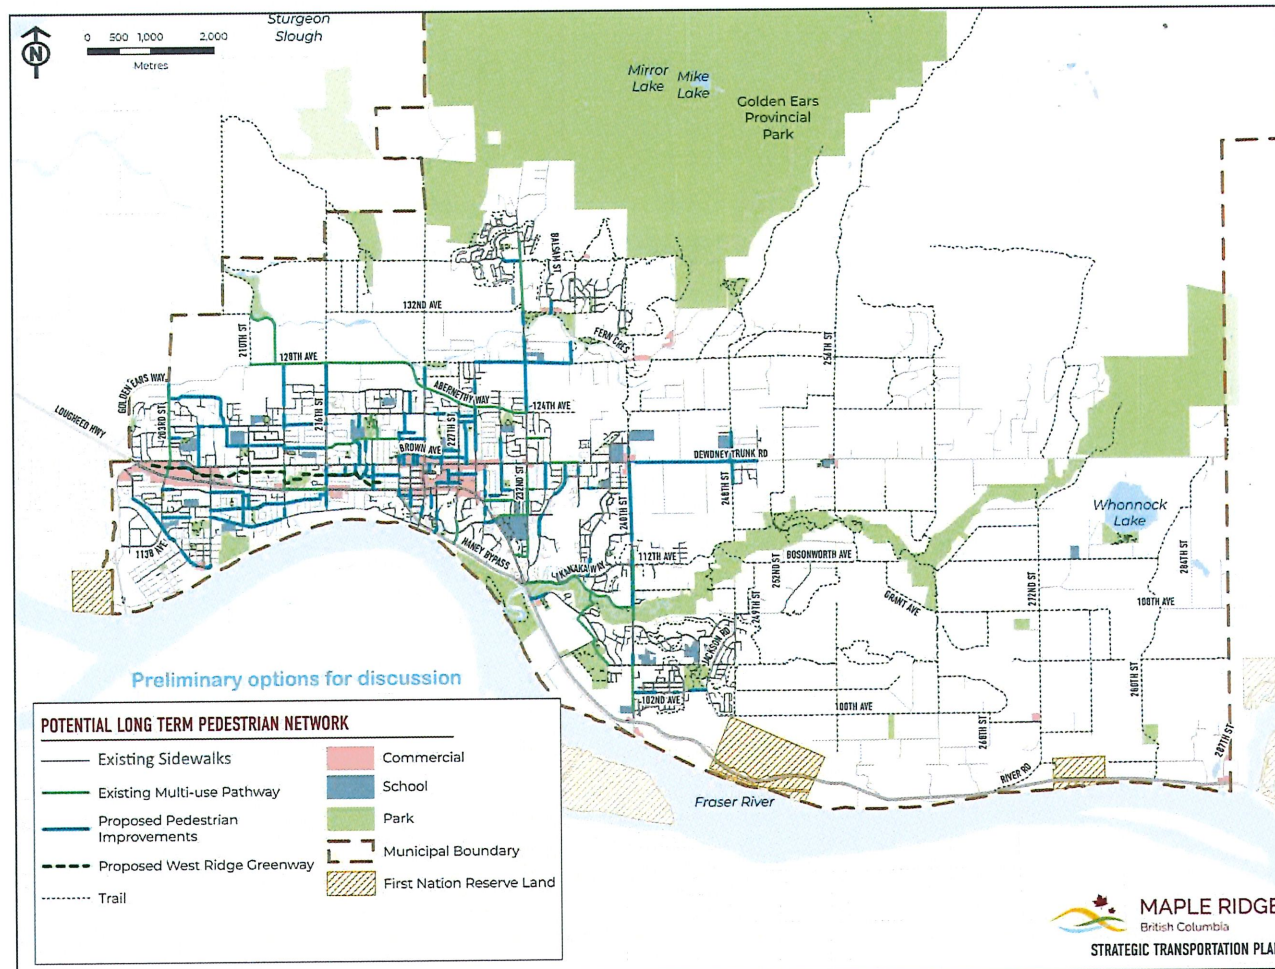 Sturgeon
Slough
N
0 500 1,000 2,000
Metres
Mirror
Lake
Mike
Lake
Golden Ears
Provincial
Park
BALSAM ST
132ND AVE
210TH ST
FERN CRES
256TH ST
128TH AVE
GOLDEN EARS WAY
ABERNETHY WAY
203RD ST
216TH ST
227TH ST
124TH AVE
LOUGHEED HWY
BROWN AVE
DEWDNEY TRUNK RD
232ND ST
240TH ST
248TH ST
Whonnock
Lake
113B AVE
HANEY BYPASS
KANAKA WAY
112TH AVE
BOSONWORTH AVE
252ND ST
GRANT AVE
272ND ST
284TH ST
108TH AVE
249TH ST
JACKSON RD
102ND AVE
100TH AVE
268TH ST
280TH ST
287TH ST
RIVER RD
Fraser River
Preliminary options for discussion
POTENTIAL LONG TERM PEDESTRIAN NETWORK
Existing Sidewalks
Existing Multi-use Pathway
Proposed Pedestrian
Improvements
Proposed West Ridge Greenway
Trail
Commercial
School
Park
Municipal Boundary
First Nation Reserve Land
MAPLE RIDGE
British Columbia
STRATEGIC TRANSPORTATION PLAN